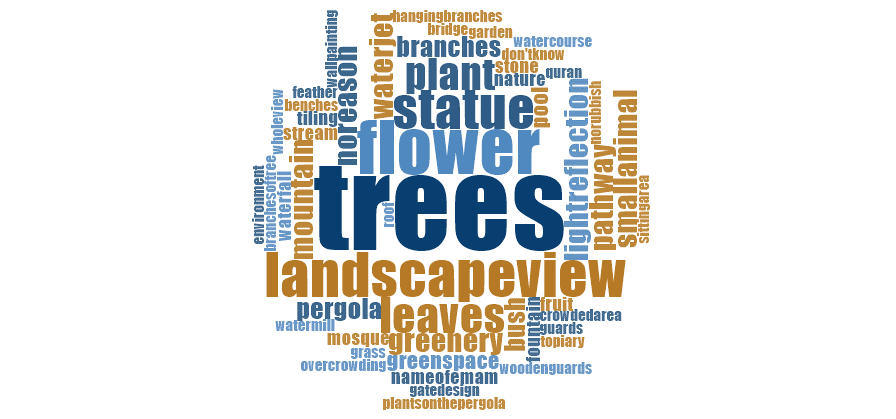 hangingbranches
bridge
garden
watercourse
wallpainting
waterjet
branches
don'tknow
stone
noreason
plant
nature
quran
feather
statue
pool
lightreflection
norubbish
smallanimal
benches
tiling
wholeview
stream
flower
mountain
pathway
environment
branchesoftree
waterfall
trees
roof
sittingarea
landscapeview
pergola
leaves
bush
fountain
fruit
crowdedarea
guards
watermill
mosque
greenery
topiary
grass
overcrowding
greenspace
woodenguards
nameofemam
gatedesign
plantsonthepergola